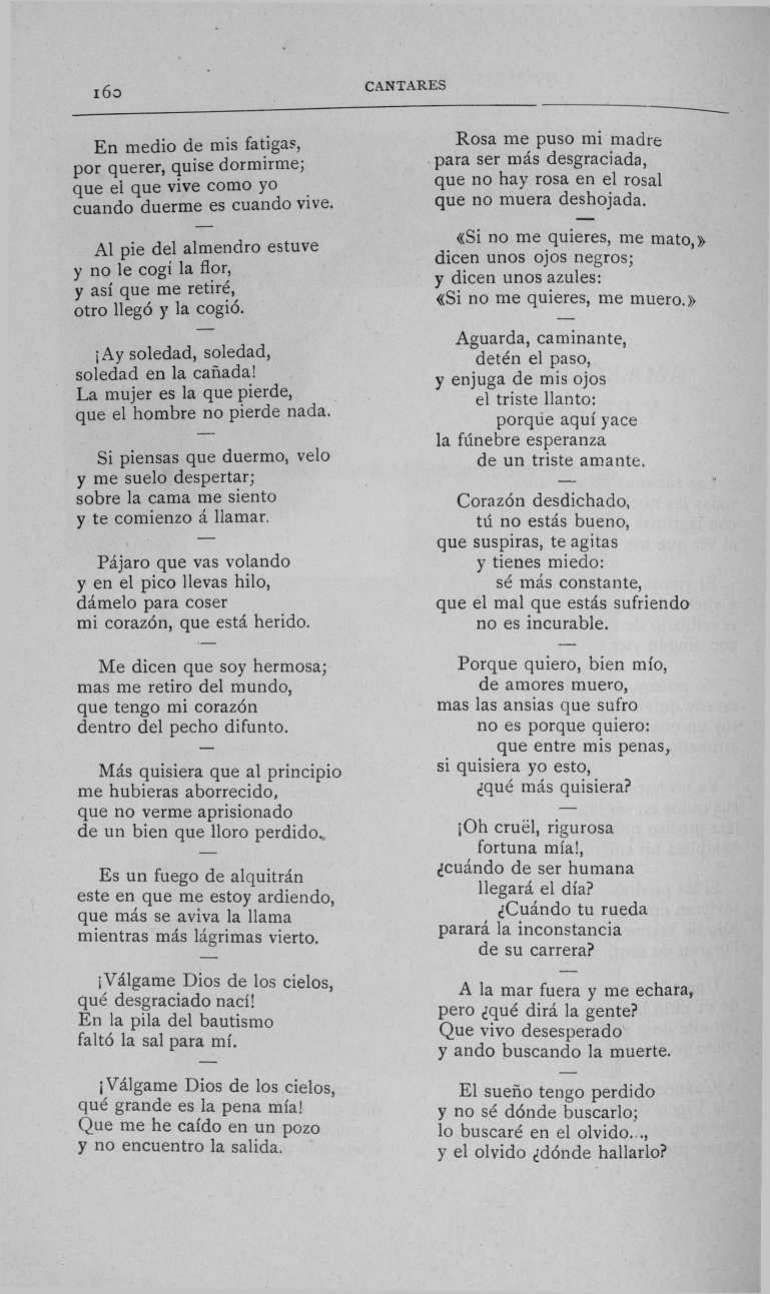 160
CANTARES
En medio de mis fatigas,
por querer, quise dormirme;
que el que vive como yo
cuando duerme es cuando vive.
—
Al pie del almendro estuve
y no le cogí la flor,
y así que me retiré,
otro llegó y la cogió.
—
¡Ay soledad, soledad,
soledad en la cañada!
La mujer es la que pierde,
que el hombre no pierde nada.
—
Si piensas que duermo, velo
y me suelo despertar;
sobre la cama me siento
y te comienzo á llamar.
—
Pájaro que vas volando
y en el pico llevas hilo,
dámelo para coser
mi corazón, que está herido.
—
Me dicen que soy hermosa;
mas me retiro del mundo,
que tengo mi corazón
dentro del pecho difunto.
—
Más quisiera que al principio
me hubieras aborrecido,
que no verme aprisionado
de un bien que lloro perdido.
—
Es un fuego de alquitrán
este en que me estoy ardiendo,
que más se aviva la llama
mientras más lágrimas vierto.
—
¡Válgame Dios de los cielos,
qué desgraciado nací!
En la pila del bautismo
faltó la sal para mí.
—
¡Válgame Dios de los cielos,
qué grande es la pena mía!
Que me he caído en un pozo
y no encuentro la salida.
Rosa me puso mi madre
para ser más desgraciada,
que no hay rosa en el rosal
que no muera deshojada.
—
«Si no me quieres, me mato,»
dicen unos ojos negros;
y dicen unos azules:
«Si no me quieres, me muero.»
—
Aguarda, caminante,
detén el paso,
y enjuga de mis ojos
el triste llanto:
porque aquí yace
la fúnebre esperanza
de un triste amante.
—
Corazón desdichado,
tú no estás bueno,
que suspiras, te agitas
y tienes miedo:
sé más constante,
que el mal que estás sufriendo
no es incurable.
—
Porque quiero, bien mío,
de amores muero,
mas las ansias que sufro
no es porque quiero:
que entre mis penas,
si quisiera yo esto,
¿qué más quisiera?
—
¡Oh cruël, rigurosa
fortuna mía!,
¿cuándo de ser humana
llegará el día?
¿Cuándo tu rueda
parará la inconstancia
de su carrera?
—
A la mar fuera y me echara,
pero ¿qué dirá la gente?
Que vivo desesperado
y ando buscando la muerte.
—
El sueño tengo perdido
y no sé dónde buscarlo;
lo buscaré en el olvido...,
y el olvido ¿dónde hallarlo?